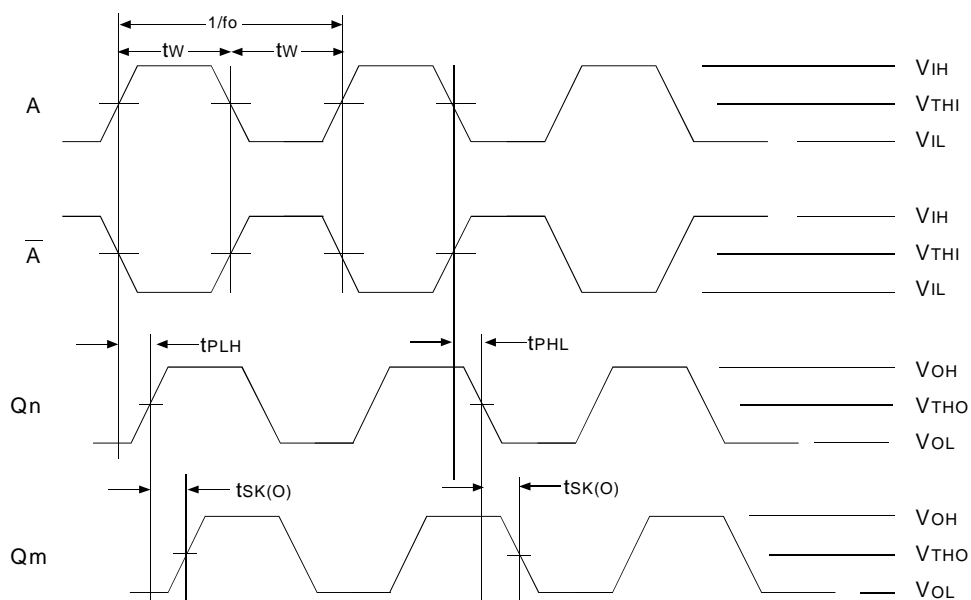 1/fo
tW tW
VIH
A VTHI
VIL
VIH
A VTHI
VIL
tPLH tPHL
VOH
Qn VTHO
VOL
tSK(O) tSK(O)
VOH
Qm VTHO
VOL